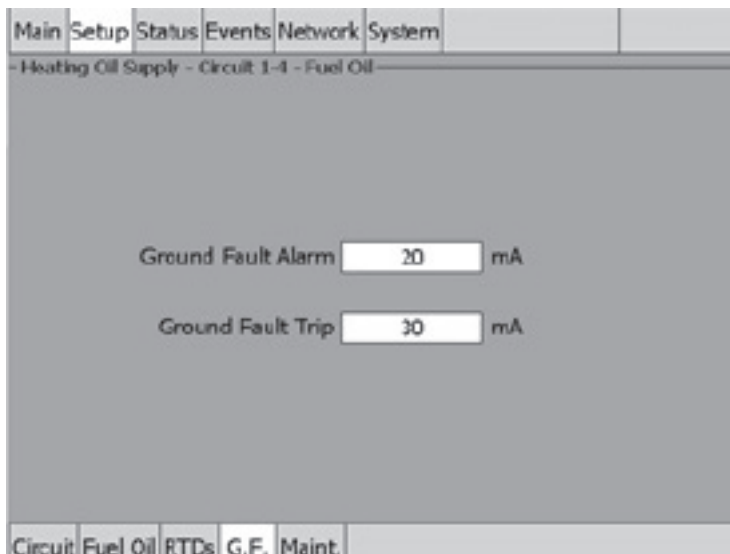 Main Setup Status Events Network System
Heating Oil Supply - Circuit 1-4 - Fuel Oil
Ground Fault Alarm 20 mA
Ground Fault Trip 30 mA
Circuit Fuel Oil RTDs G.F. Maint.